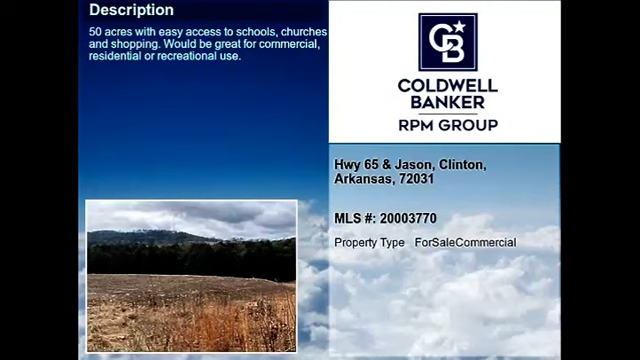 Description
50 acres with easy access to schools, churches
and shopping. Would be great for commercial,
residential or recreational use.
CB
COLDWELL
BANKER
RPM GROUP
Hwy 65 & Jason, Clinton,
Arkansas, 72031
MLS #: 20003770
Property Type ForSaleCommercial